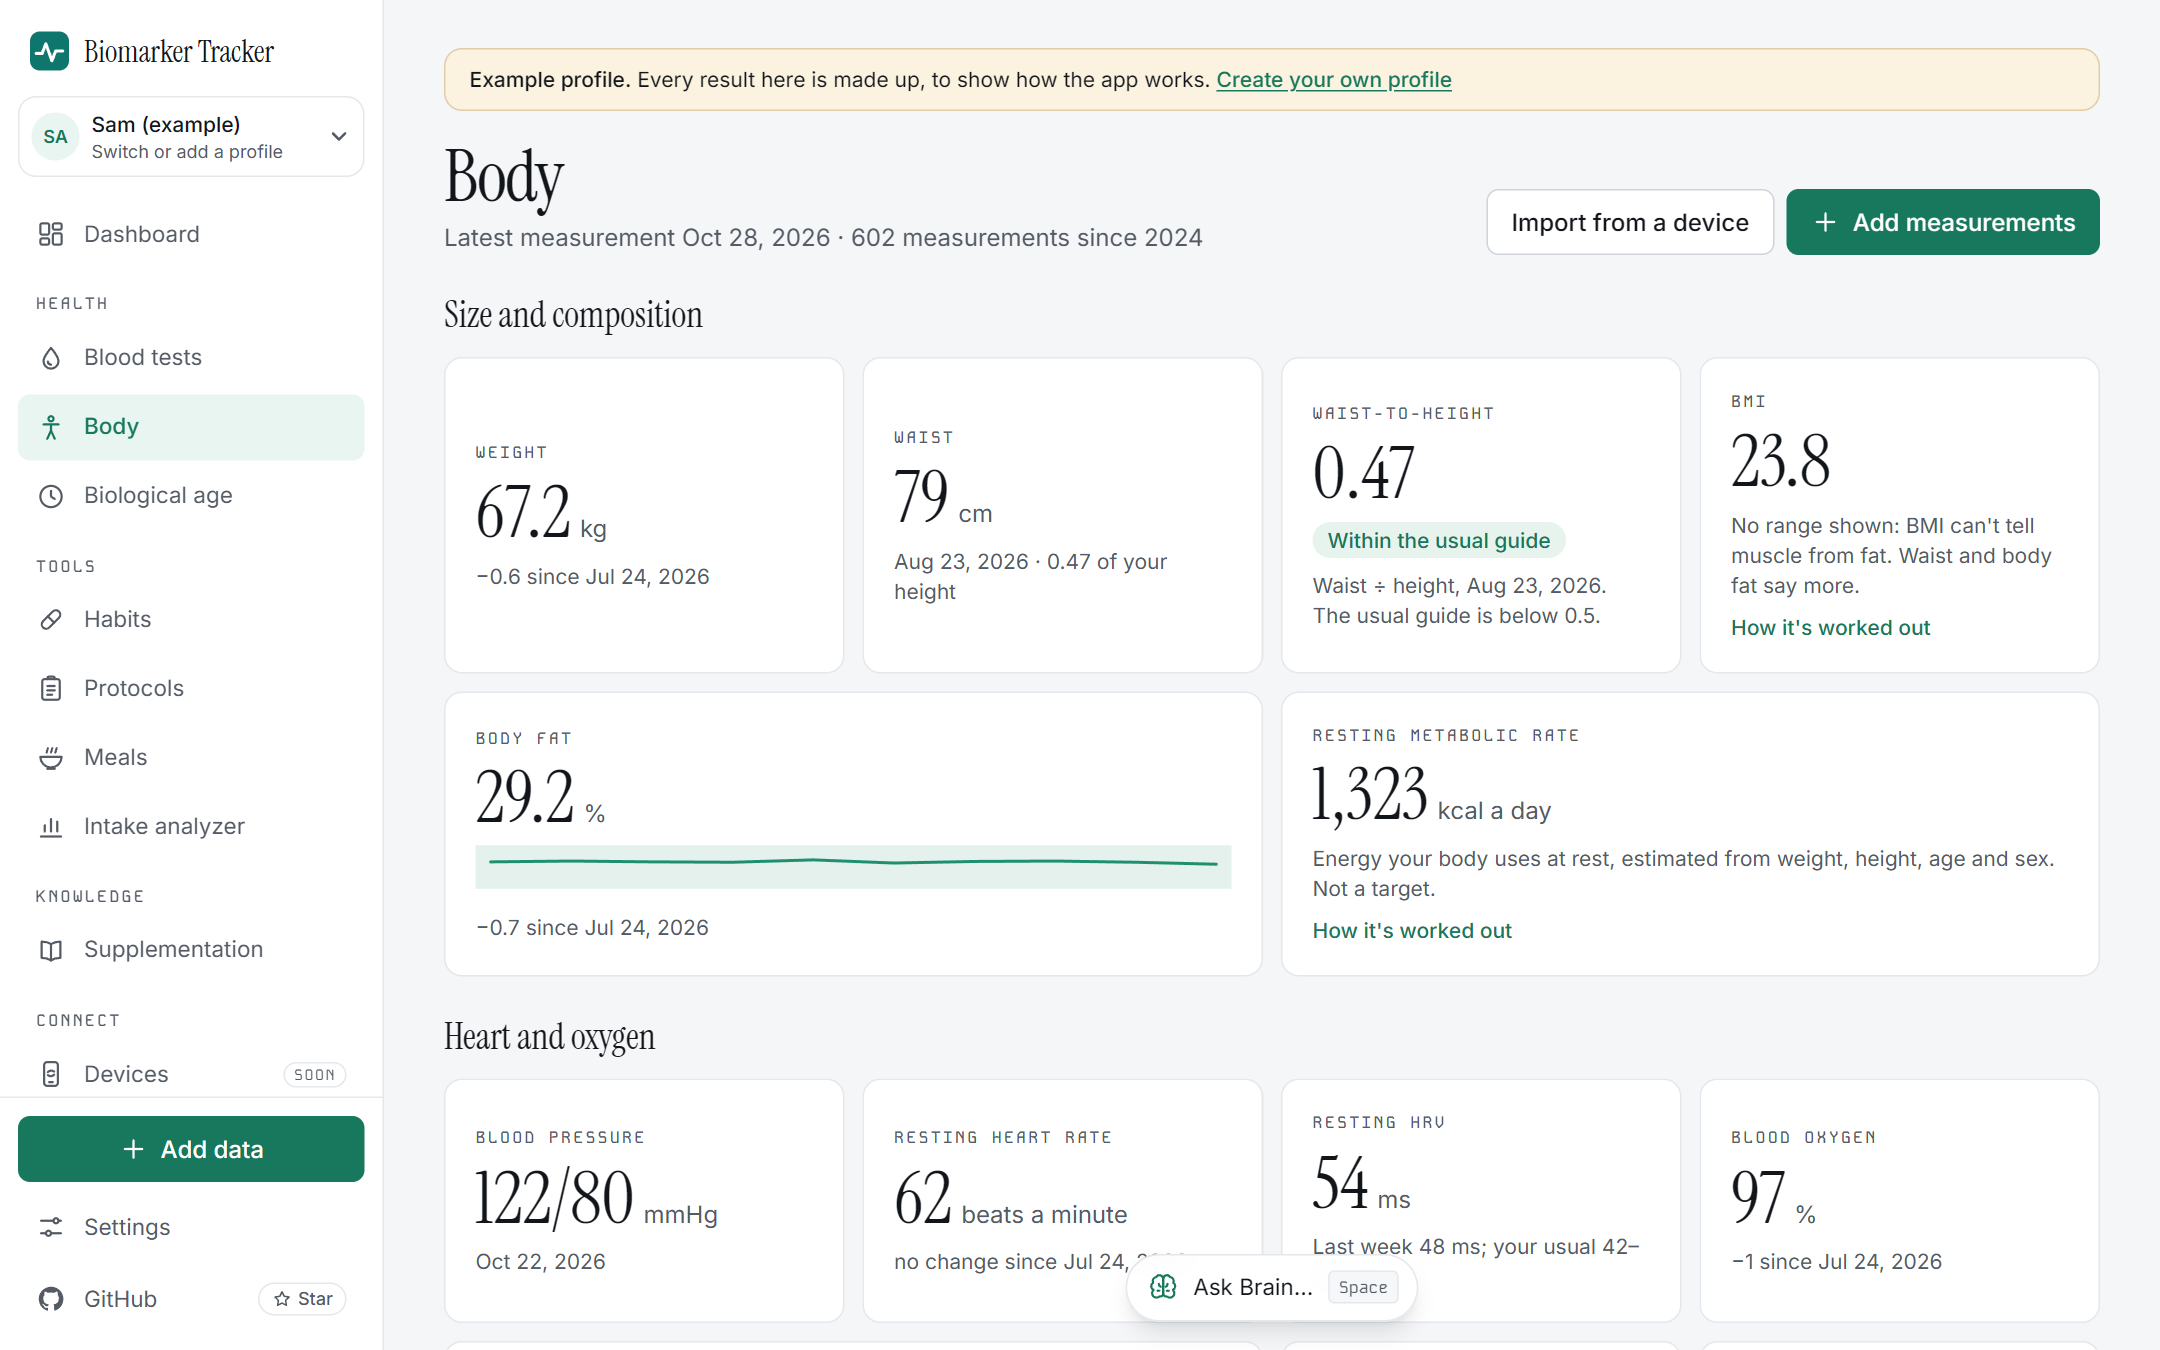 Biomarker Tracker
SA
Sam (example)
Switch or add a profile
Dashboard
HEALTH
Blood tests
Body
Biological age
TOOLS
Habits
Protocols
Meals
Intake analyzer
KNOWLEDGE
Supplementation
CONNECT
Devices SOON
+ Add data
Settings
GitHub Star
Example profile. Every result here is made up, to show how the app works. Create your own profile
Body
Latest measurement Oct 28, 2026 · 602 measurements since 2024
Import from a device
+ Add measurements
Size and composition
WEIGHT
67.2 kg
−0.6 since Jul 24, 2026
WAIST
79 cm
Aug 23, 2026 · 0.47 of your
height
WAIST-TO-HEIGHT
0.47
Within the usual guide
Waist ÷ height, Aug 23, 2026.
The usual guide is below 0.5.
BMI
23.8
No range shown: BMI can't tell
muscle from fat. Waist and body
fat say more.
How it's worked out
BODY FAT
29.2 %
−0.7 since Jul 24, 2026
RESTING METABOLIC RATE
1,323 kcal a day
Energy your body uses at rest, estimated from weight, height, age and sex.
Not a target.
How it's worked out
Heart and oxygen
BLOOD PRESSURE
122/80 mmHg
Oct 22, 2026
RESTING HEART RATE
62 beats a minute
no change since Jul 24,
RESTING HRV
54 ms
Last week 48 ms; your usual 42–
BLOOD OXYGEN
97 %
−1 since Jul 24, 2026
Ask Brain... Space